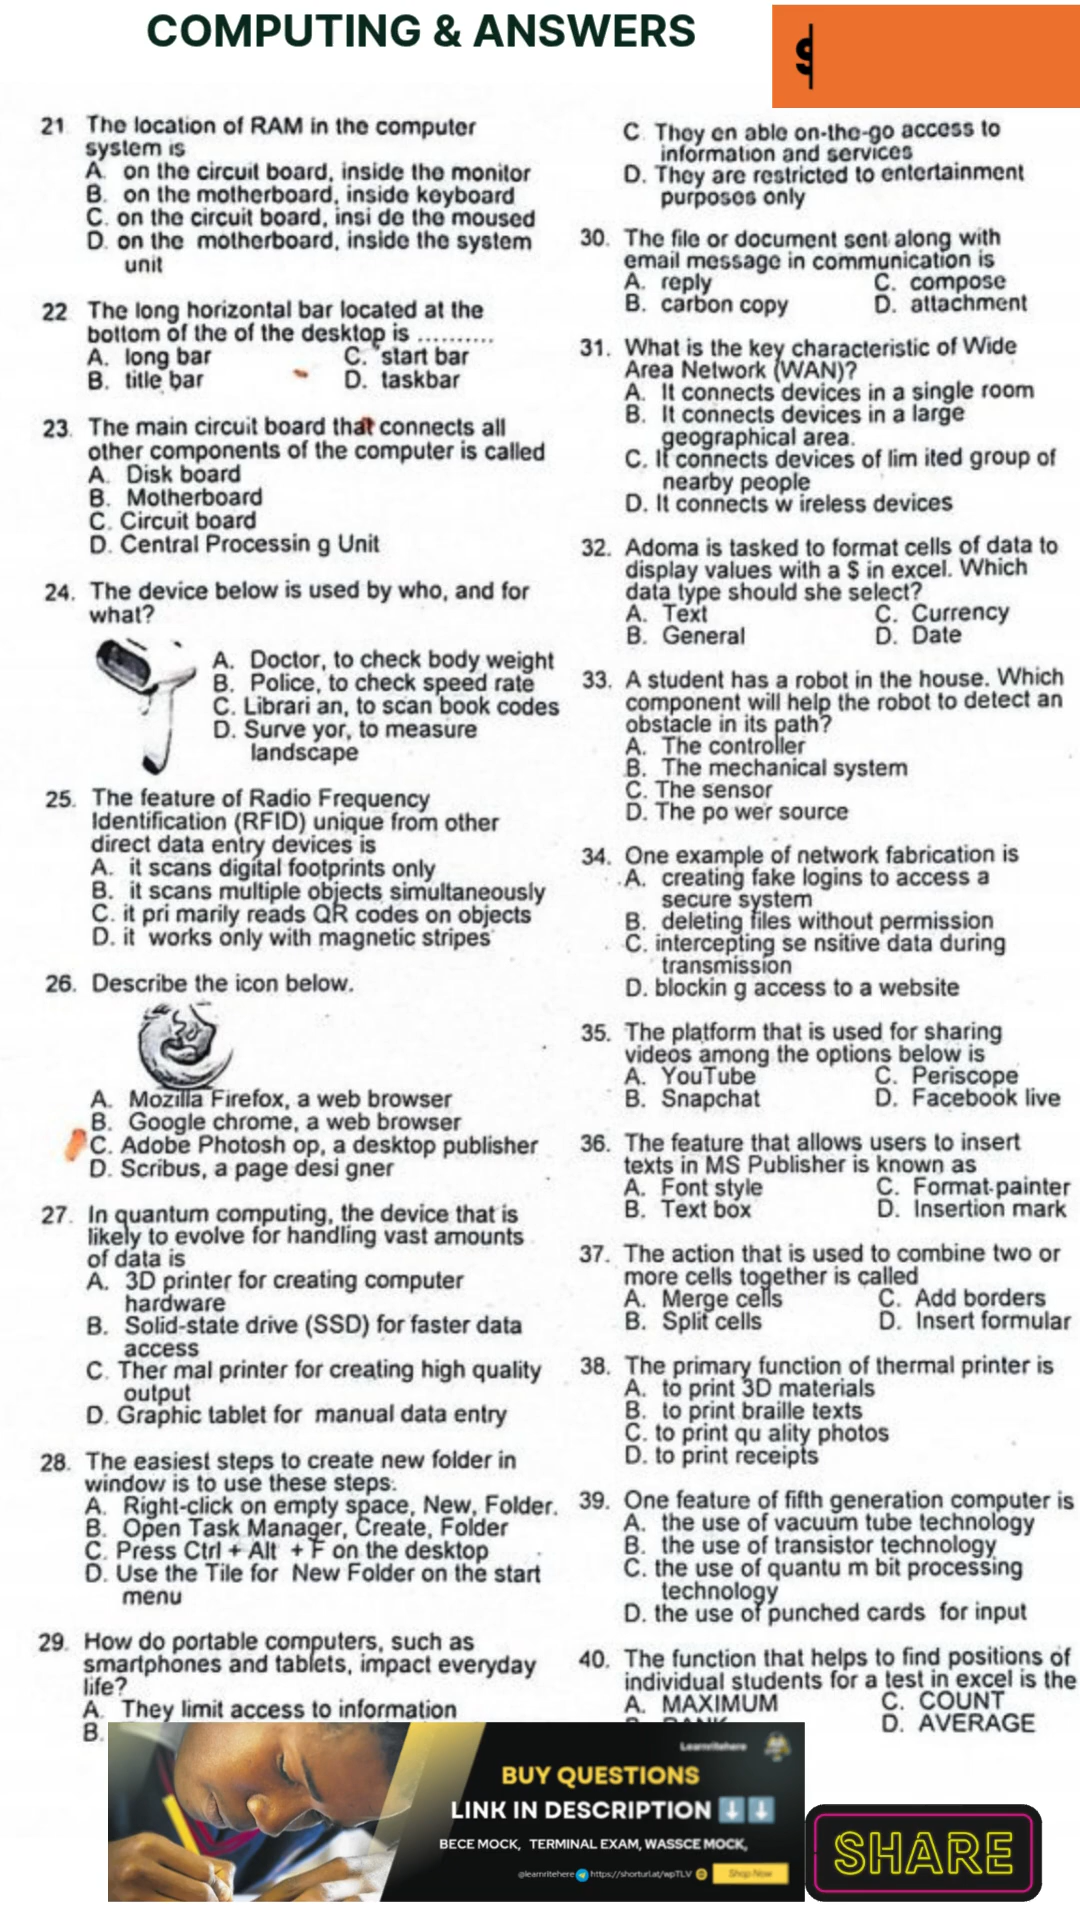 COMPUTING & ANSWERS
$
21 The location of RAM in the computer
system is
A. on the circuit board, inside the monitor
B. on the motherboard, inside keyboard
C. on the circuit board, insi de the moused
D. on the motherboard, inside the system
unit
22 The long horizontal bar located at the
bottom of the of the desktop is ..........
A. long bar C. start bar
B. title bar D. taskbar
23. The main circuit board that connects all
other components of the computer is called
A. Disk board
B. Motherboard
C. Circuit board
D. Central Processin g Unit
24. The device below is used by who, and for
what?
A. Doctor, to check body weight
B. Police, to check speed rate
C. Librari an, to scan book codes
D. Surve yor, to measure
landscape
25. The feature of Radio Frequency
Identification (RFID) unique from other
direct data entry devices is
A. it scans digital footprints only
B. it scans multiple objects simultaneously
C. it pri marily reads QR codes on objects
D. it works only with magnetic stripes
26. Describe the icon below.
A. Mozilla Firefox, a web browser
B. Google chrome, a web browser
C. Adobe Photosh op, a desktop publisher
D. Scribus, a page desi gner
27. In quantum computing, the device that is
likely to evolve for handling vast amounts
of data is
A. 3D printer for creating computer
hardware
B. Solid-state drive (SSD) for faster data
access
C. Ther mal printer for creating high quality
output
D. Graphic tablet for manual data entry
28. The easiest steps to create new folder in
window is to use these steps:
A. Right-click on empty space, New, Folder.
B. Open Task Manager, Create, Folder
C. Press Ctrl + Alt + F on the desktop
D. Use the Tile for New Folder on the start
menu
29. How do portable computers, such as
smartphones and tablets, impact everyday
life?
A. They limit access to information
B.
C. They en able on-the-go access to
information and services
D. They are restricted to entertainment
purposes only
30. The file or document sent along with
email message in communication is
A. reply C. compose
B. carbon copy D. attachment
31. What is the key characteristic of Wide
Area Network (WAN)?
A. It connects devices in a single room
B. It connects devices in a large
geographical area.
C. It connects devices of lim ited group of
nearby people
D. It connects w ireless devices
32. Adoma is tasked to format cells of data to
display values with a $ in excel. Which
data type should she select?
A. Text C. Currency
B. General D. Date
33. A student has a robot in the house. Which
component will help the robot to detect an
obstacle in its path?
A. The controller
B. The mechanical system
C. The sensor
D. The po wer source
34. One example of network fabrication is
A. creating fake logins to access a
secure system
B. deleting files without permission
C. intercepting se nsitive data during
transmission
D. blockin g access to a website
35. The platform that is used for sharing
videos among the options below is
A. YouTube C. Periscope
B. Snapchat D. Facebook live
36. The feature that allows users to insert
texts in MS Publisher is known as
A. Font style C. Format-painter
B. Text box D. Insertion mark
37. The action that is used to combine two or
more cells together is called
A. Merge cells C. Add borders
B. Split cells D. Insert formular
38. The primary function of thermal printer is
A. to print 3D materials
B. to print braille texts
C. to print qu ality photos
D. to print receipts
39. One feature of fifth generation computer is
A. the use of vacuum tube technology
B. the use of transistor technology
C. the use of quantu m bit processing
technology
D. the use of punched cards for input
40. The function that helps to find positions of
individual students for a test in excel is the
A. MAXIMUM C. COUNT
D. AVERAGE
Learnritehere
BUY QUESTIONS
LINK IN DESCRIPTION
BECE MOCK, TERMINAL EXAM, WASSCE MOCK,
@learnritehere https://shorturl.at/wpTLV Shop Now
SHARE